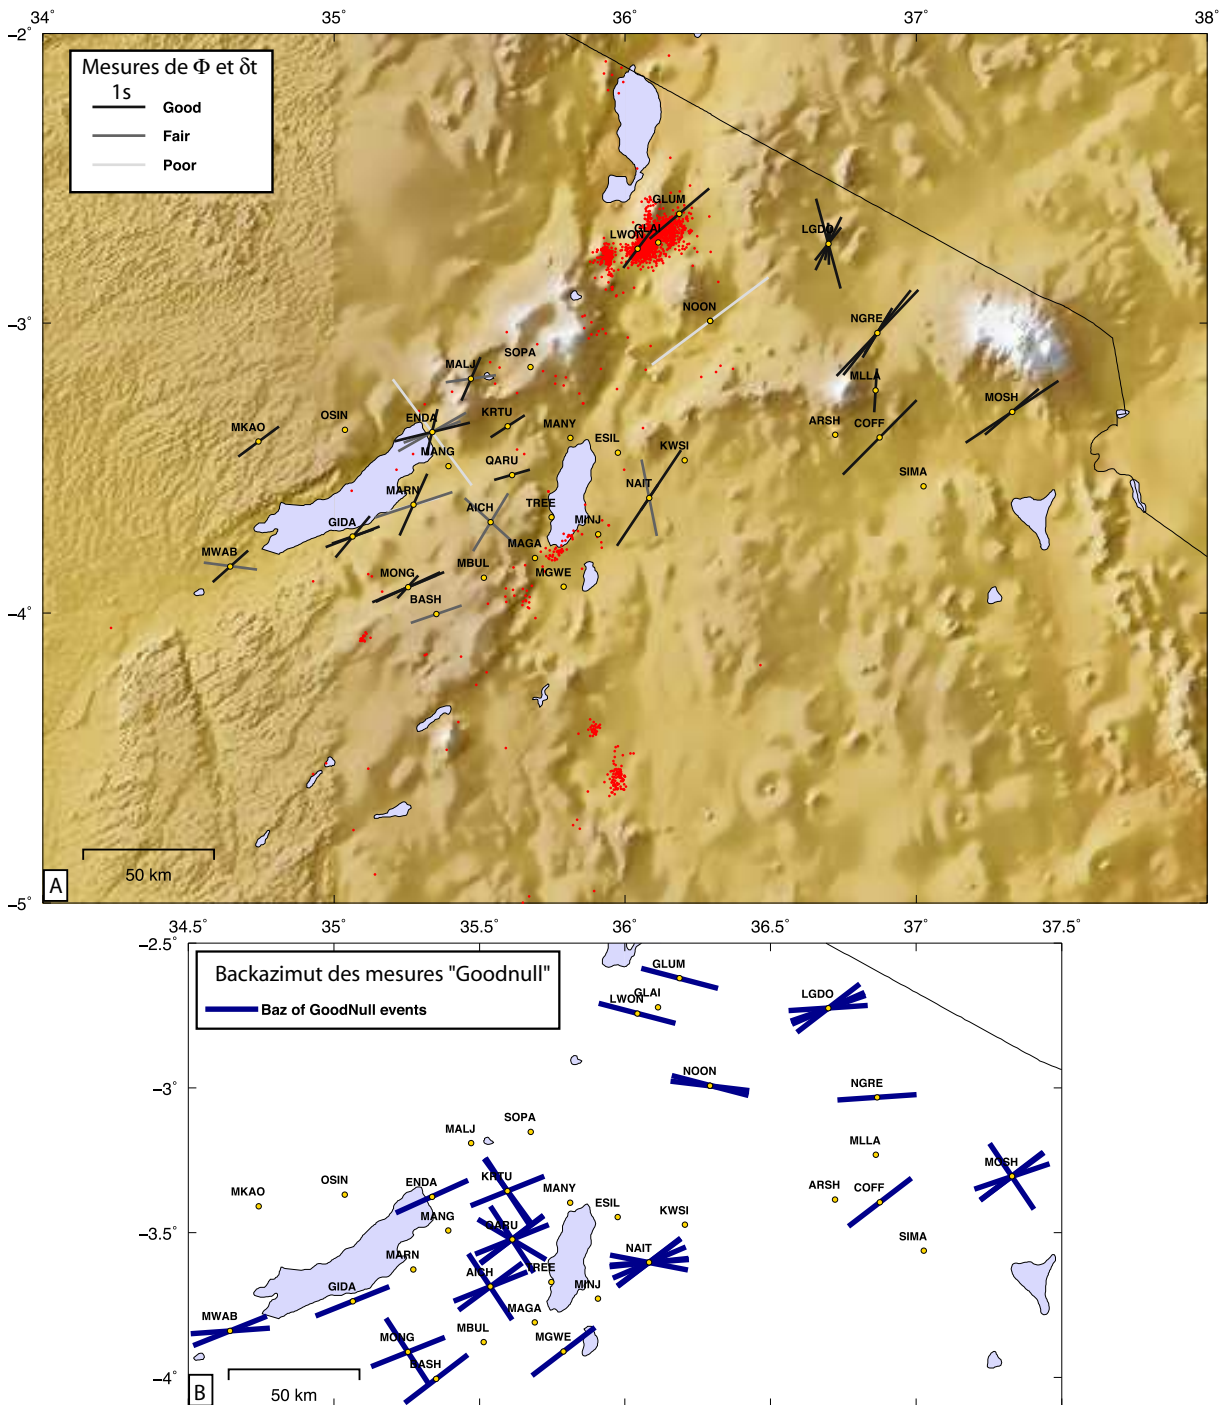 34° 35° 36° 37° 38°
−2°
Mesures de Φ et δt
1s
Good
Fair
Poor
GLUM
GLAI
LWON
LGDO
NOON
NGRE
−3°
SOPA
MALJ
MLLA
MOSH
OSIN
ENDA
KRTU
MKAO
MANY
ESIL
KWSI
ARSH
COFF
MANG
QARU
SIMA
MARN
NAIT
AICH
TREE
GIDA
MINJ
MWAB
MAGA
MBUL
MGWE
MONG
BASH
−4°
50 km
A
−5°
34.5° 35° 35.5° 36° 36.5° 37° 37.5°
−2.5°
Backazimut des mesures "Goodnull"
Baz of GoodNull events
GLUM
GLAI
LWON
LGDO
NOON
NGRE
−3°
SOPA
MALJ
MLLA
MOSH
OSIN
ENDA
KRTU
MKAO
MANY
ESIL
KWSI
ARSH
COFF
MANG
QARU
SIMA
−3.5°
MARN
NAIT
AICH
TREE
GIDA
MINJ
MWAB
MAGA
MBUL
MGWE
MONG
BASH
−4°
50 km
B